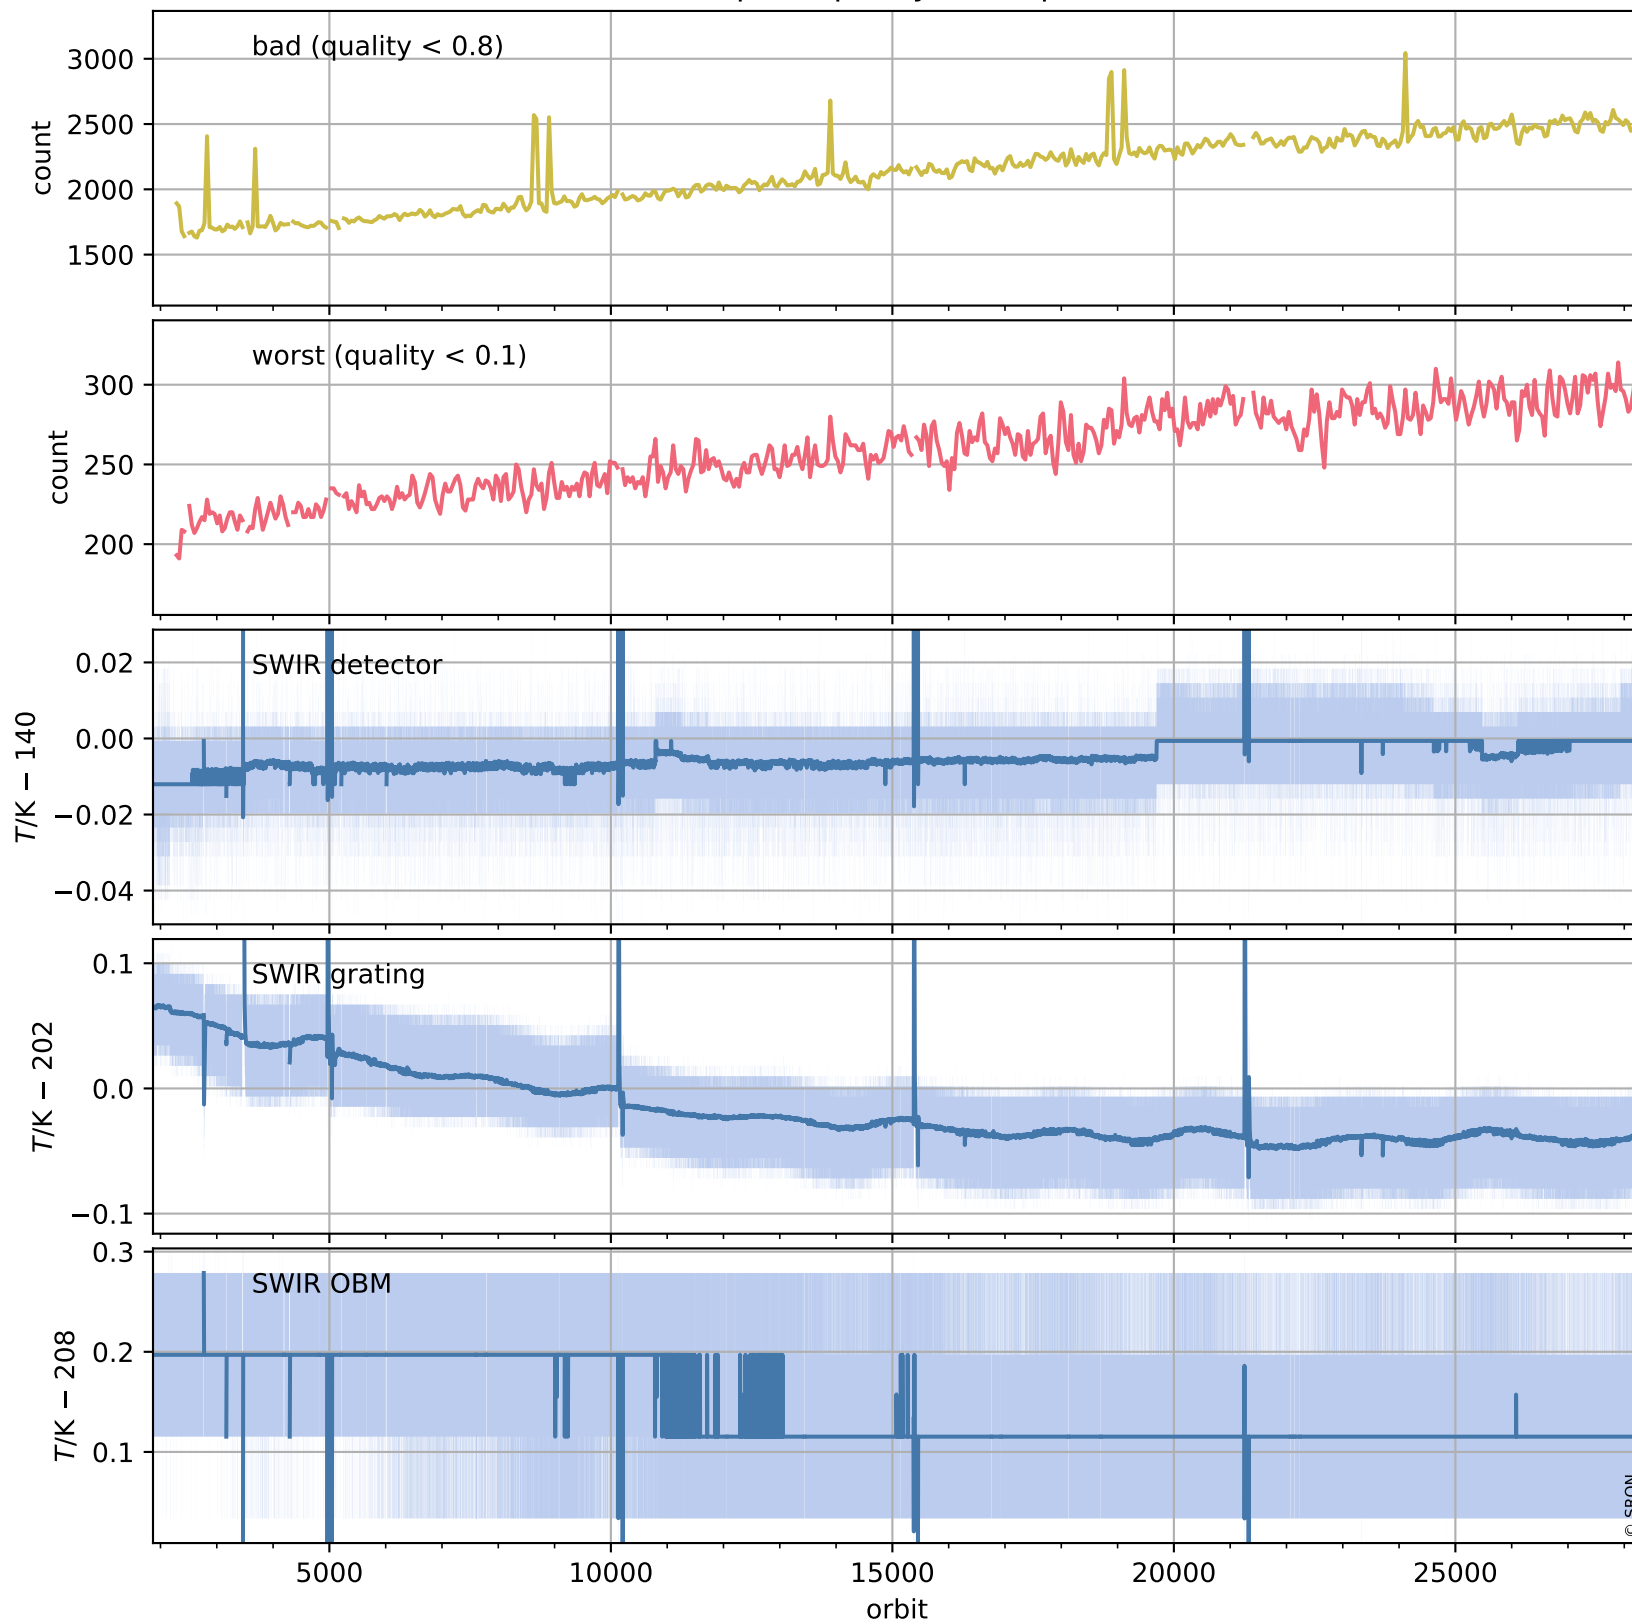 bad (quality < 0.8)
3000
2500
2000
1500
count
worst (quality < 0.1)
300
250
200
count
SWIR detector
0.02
0.00
−0.02
−0.04
T/K − 140
SWIR grating
0.1
0.0
−0.1
T/K − 202
SWIR OBM
0.3
0.2
0.1
T/K − 208
5000
10000
15000
20000
25000
orbit
© SRON